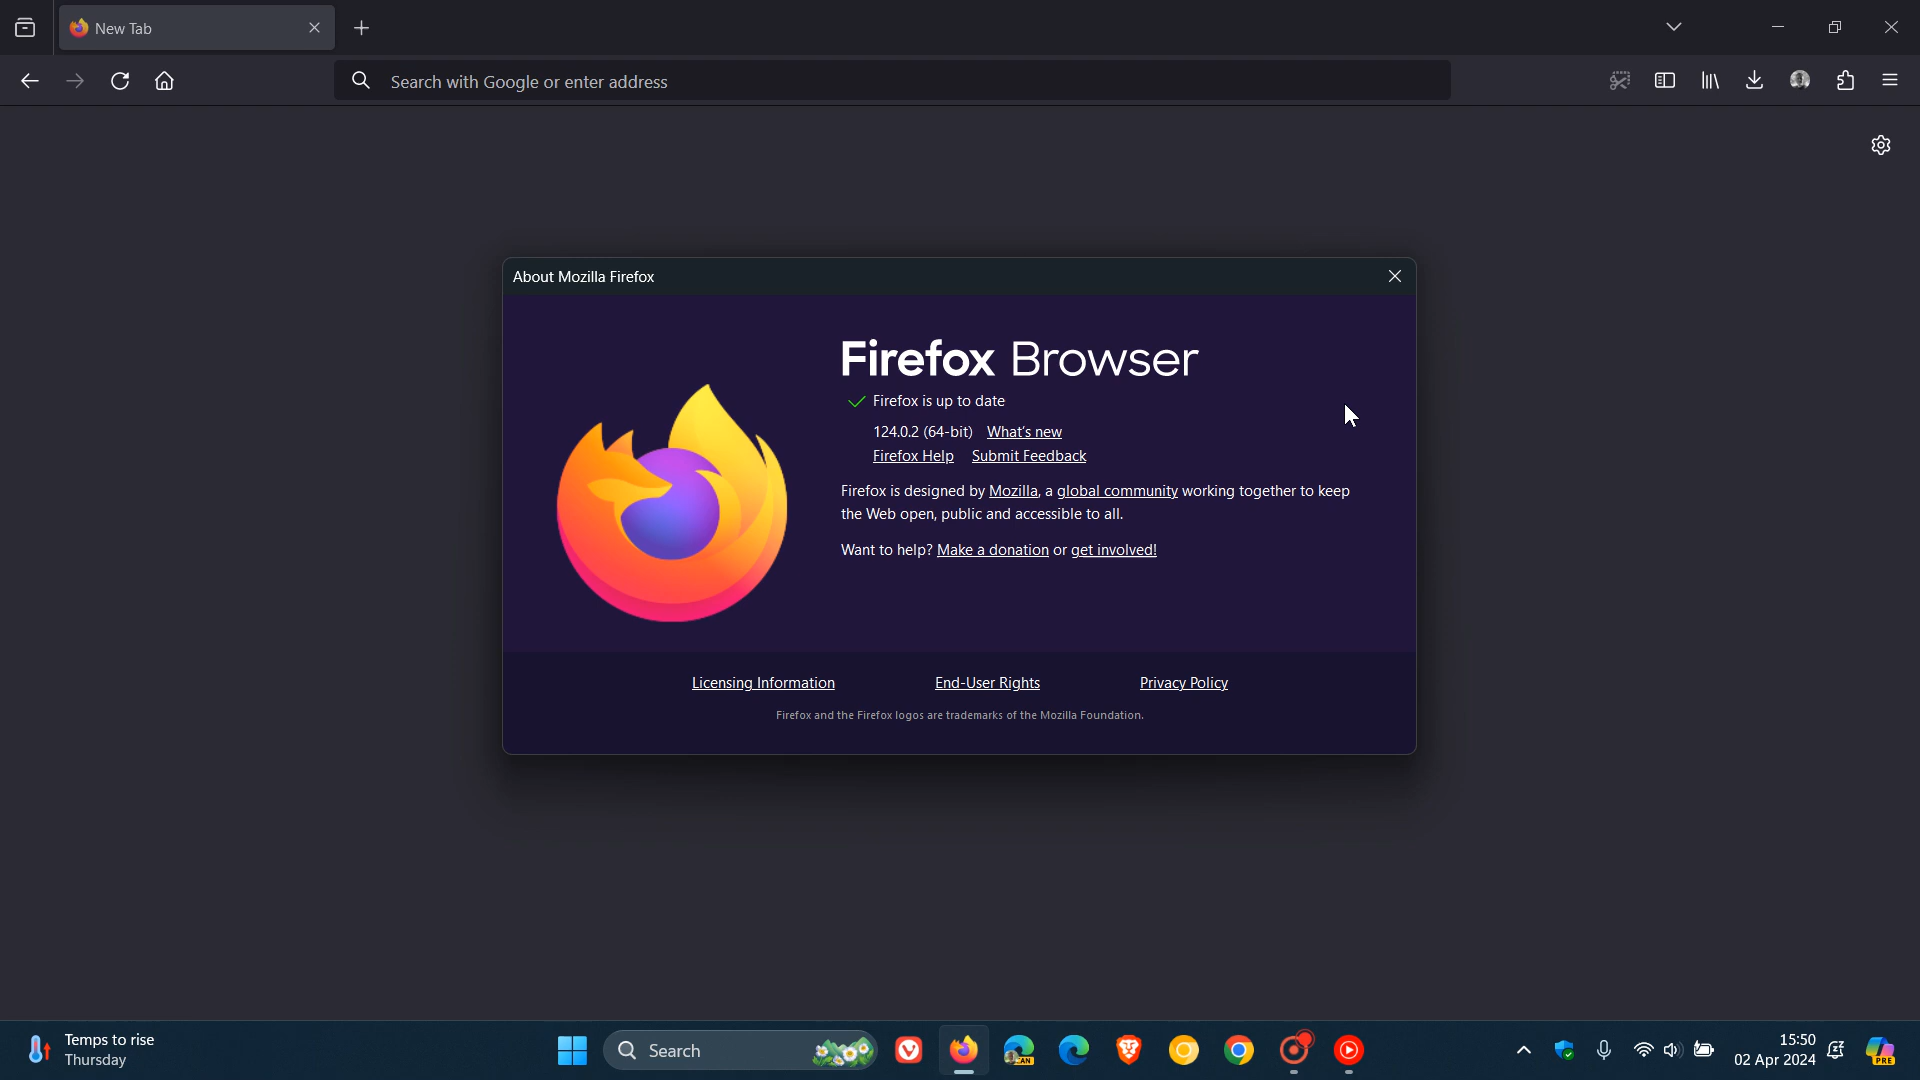 New Tab
Search with Google or enter address
About Mozilla Firefox
Firefox Browser
Firefox is up to date
124.0.2 (64-bit) What's new
Firefox Help Submit Feedback
Firefox is designed by Mozilla, a global community working together to keep
the Web open, public and accessible to all.
Want to help? Make a donation or get involved!
Licensing Information End-User Rights Privacy Policy
Firefox and the Firefox logos are trademarks of the Mozilla Foundation.
Temps to rise
Thursday
Search
CAN
15:50
02 Apr 2024
PRE